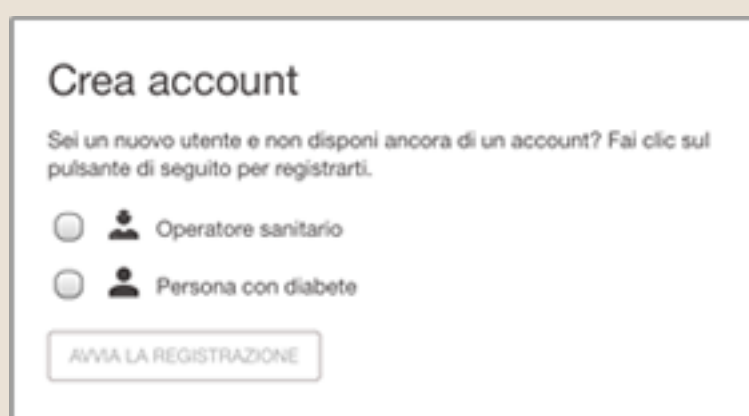 Crea account
Sei un nuovo utente e non disponi ancora di un account? Fai clic sul
pulsante di seguito per registrarti.
Operatore sanitario
Persona con diabete
AVVIA LA REGISTRAZIONE